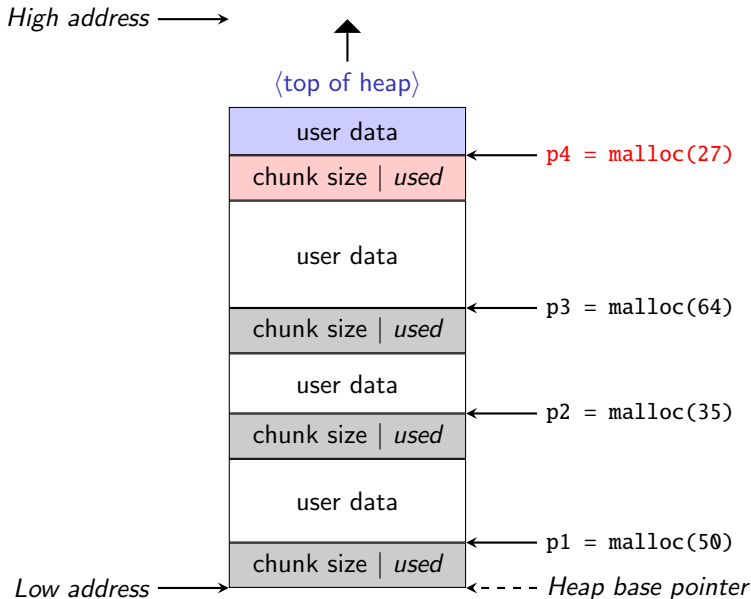 High address
⟨top of heap⟩
user data
p4 = malloc(27)
chunk size | used
user data
p3 = malloc(64)
chunk size | used
user data
p2 = malloc(35)
chunk size | used
user data
p1 = malloc(50)
chunk size | used
Low address
Heap base pointer